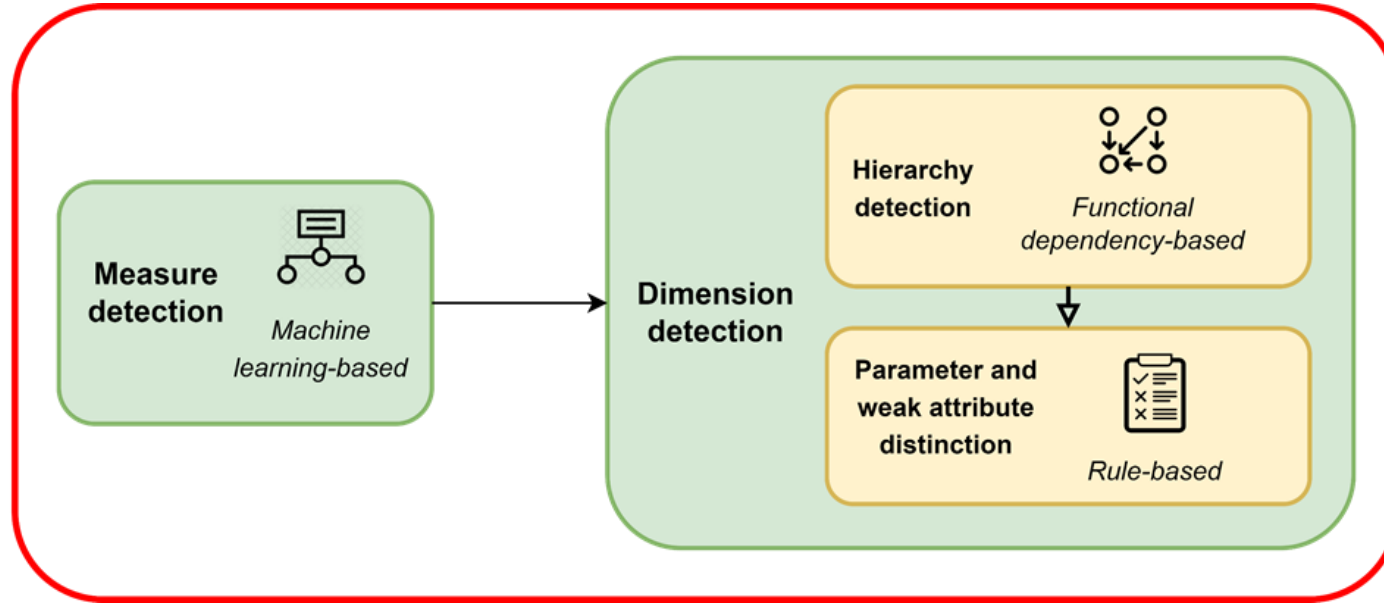 Measure
detection
Machine
learning-based
Dimension
detection
Hierarchy
detection
Functional
dependency-based
Parameter and
weak attribute
distinction
Rule-based